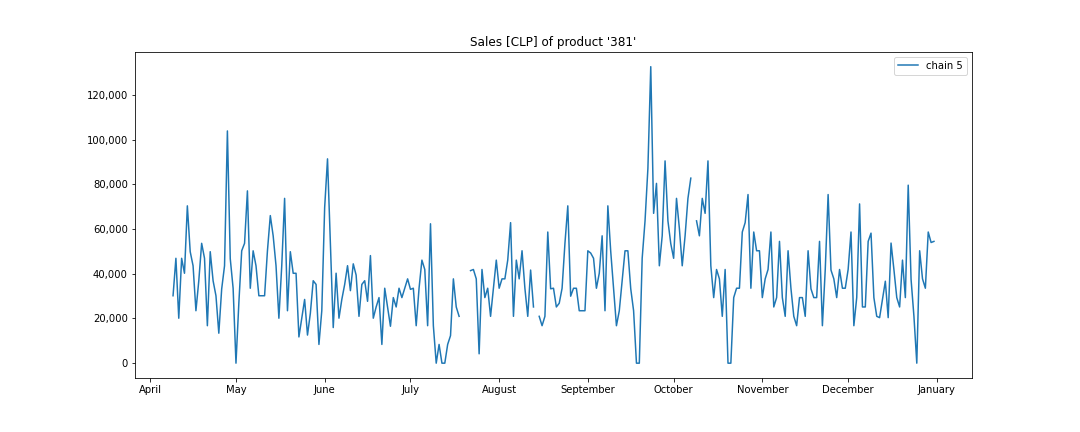 Sales [CLP] of product '381'
chain 5
120,000
100,000
80,000
60,000
40,000
20,000
0
April May June July August September October November December January